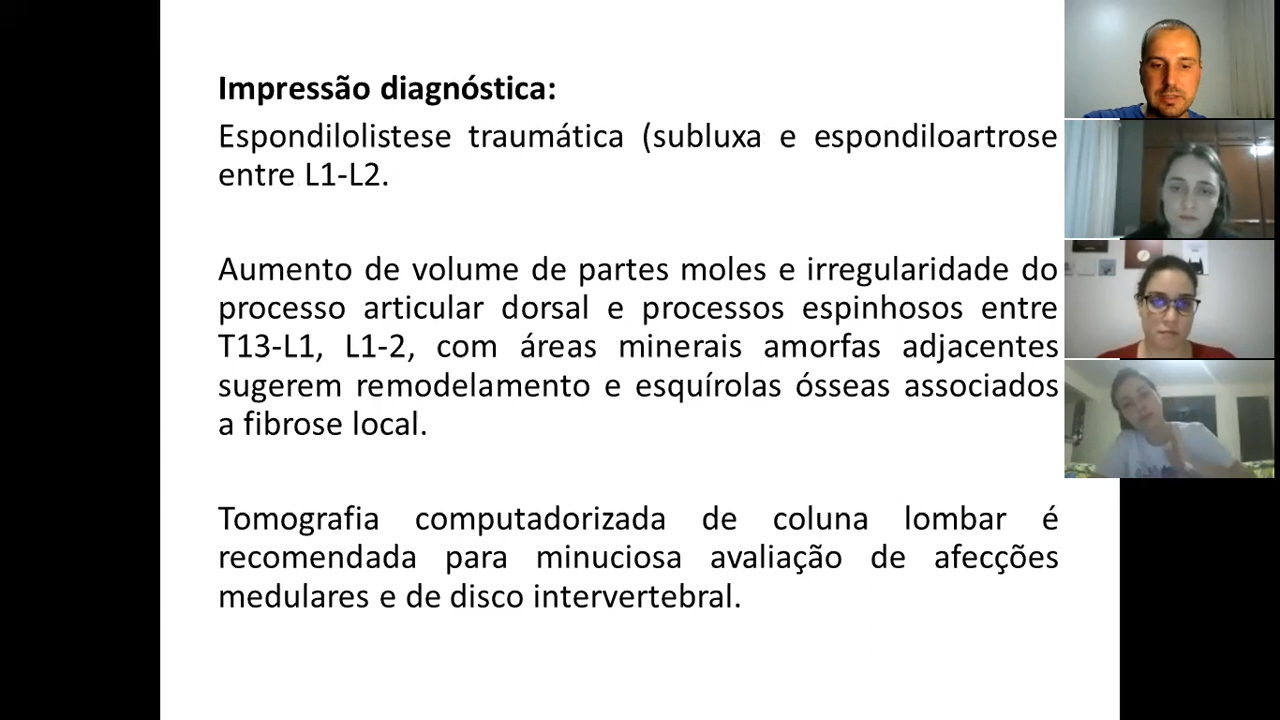 Impressão diagnóstica:
Espondilolistese traumática (subluxa e espondiloartrose
entre L1-L2.
Aumento de volume de partes moles e irregularidade do
processo articular dorsal e processos espinhosos entre
T13-L1, L1-2, com áreas minerais amorfas adjacentes
sugerem remodelamento e esquírolas ósseas associados
a fibrose local.
Tomografia computadorizada de coluna lombar é
recomendada para minuciosa avaliação de afecções
medulares e de disco intervertebral.